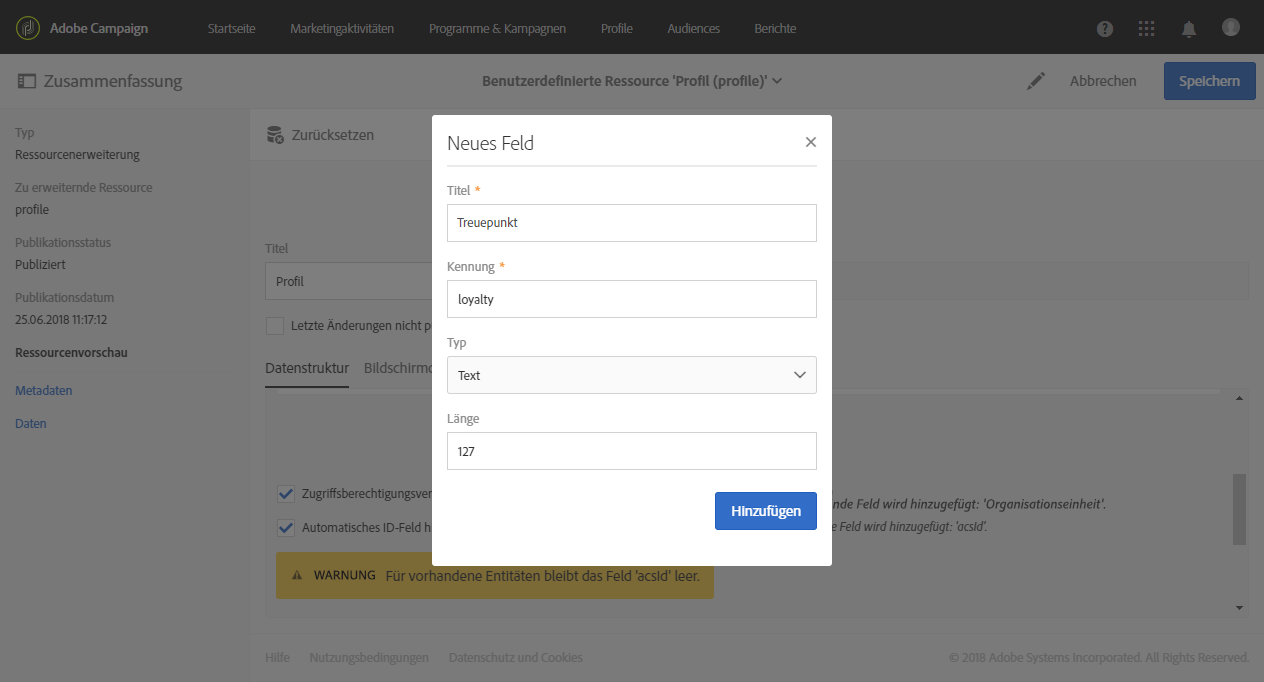 Adobe Campaign Startseite Marketingaktivitäten Programme & Kampagnen Profile Audiences Berichte
Zusammenfassung Benutzerdefinierte Ressource 'Profil (profile)' Abbrechen Speichern
Typ
Ressourcenerweiterung
Zu erweiternde Ressource
profile
Publikationsstatus
Publiziert
Publikationsdatum
25.06.2018 11:17:12
Ressourcenvorschau
Metadaten
Daten
Zurücksetzen
Titel
Profil
Letzte Änderungen nicht p
Datenstruktur Bildschirmd
Zugriffsberechtigungsver nde Feld wird hinzugefügt: 'Organisationseinheit'.
Automatisches ID-Feld h e Feld wird hinzugefügt: 'acsId'.
WARNUNG Für vorhandene Entitäten bleibt das Feld 'acsId' leer.
Neues Feld
Titel *
Treuepunkt
Kennung *
loyalty
Typ
Text
Länge
127
Hinzufügen
Hilfe Nutzungsbedingungen Datenschutz und Cookies © 2018 Adobe Systems Incorporated. All Rights Reserved.